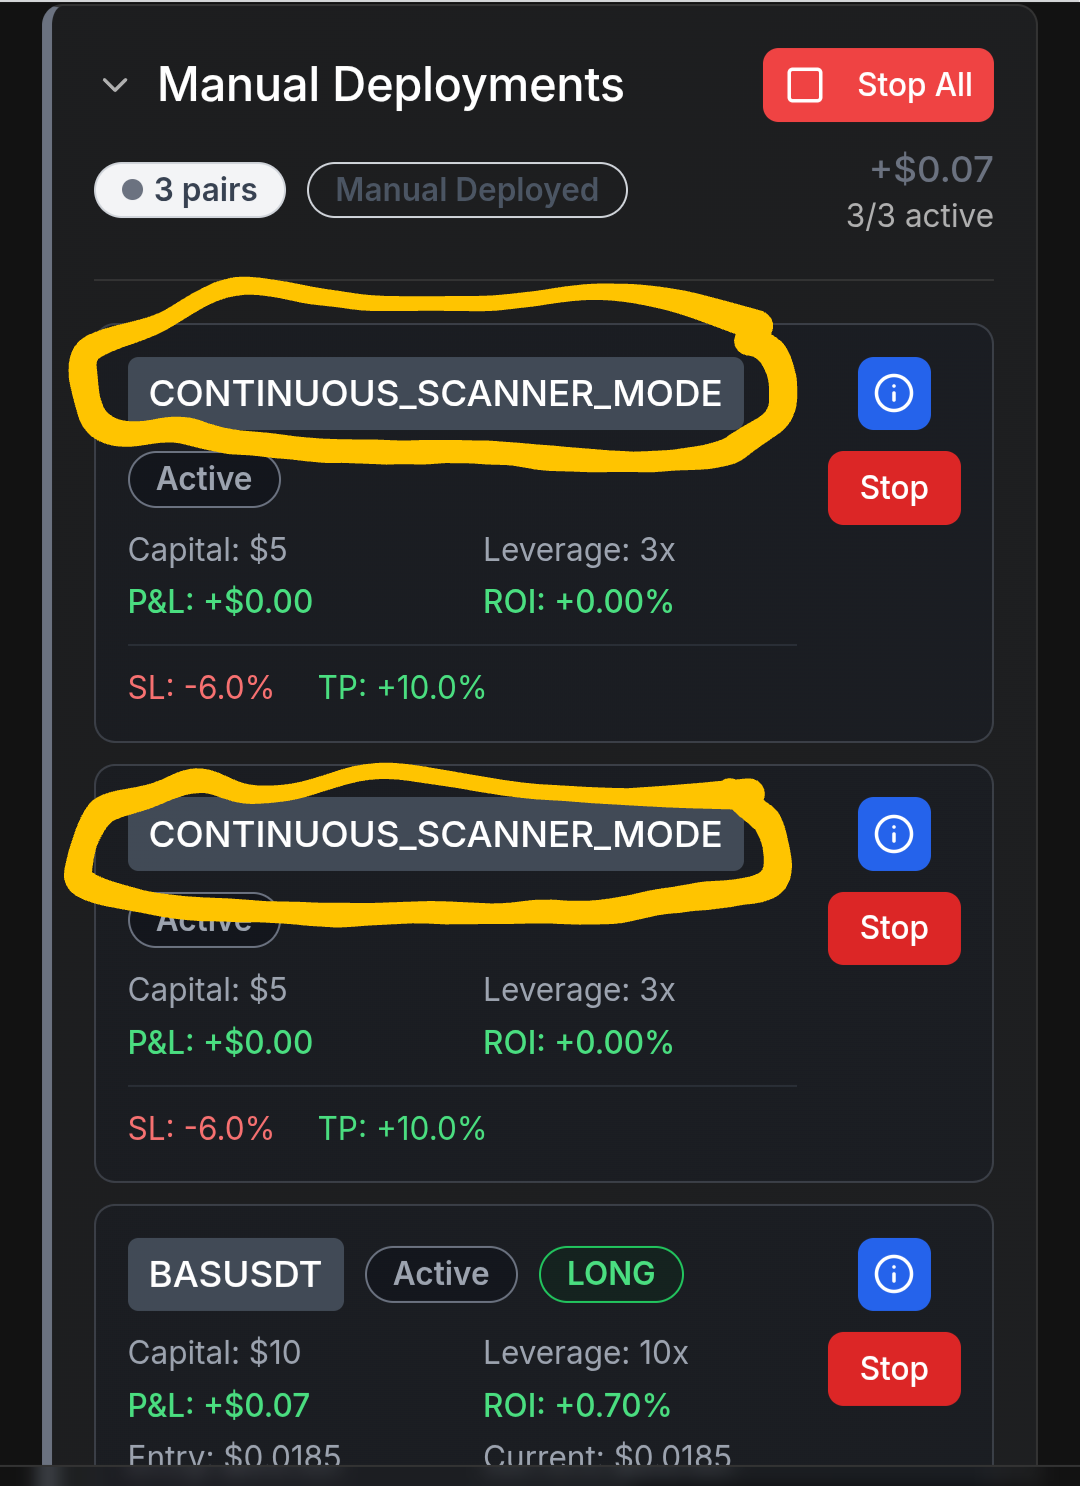 Manual Deployments
Stop All
3 pairs
Manual Deployed
+$0.07
3/3 active
CONTINUOUS_SCANNER_MODE
Active
Stop
Capital: $5
Leverage: 3x
P&L: +$0.00
ROI: +0.00%
SL: -6.0%
TP: +10.0%
CONTINUOUS_SCANNER_MODE
Active
Stop
Capital: $5
Leverage: 3x
P&L: +$0.00
ROI: +0.00%
SL: -6.0%
TP: +10.0%
BASUSDT
Active
LONG
Capital: $10
Leverage: 10x
Stop
P&L: +$0.07
ROI: +0.70%
Entry: $0.0185
Current: $0.0185